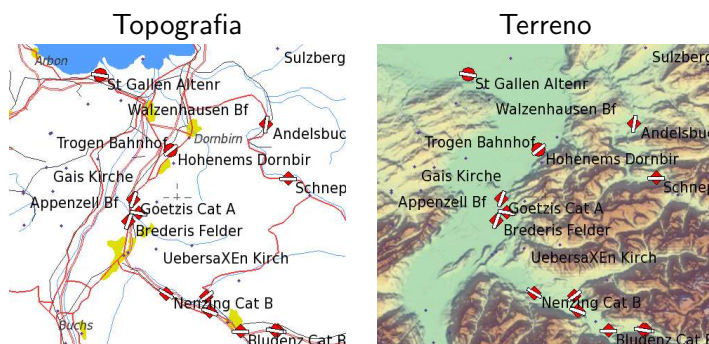 Topografia
Arbon
Sulzberg
St Gallen Altenr
Walzenhausen Bf
Dornbirn
Andelsbuc
Trogen Bahnhof
Hohenems Dornbir
Gais Kirche
Schnep
Appenzell Bf
Goetzis Cat A
Brederis Felder
UebersaXEn Kirch
Nenzing Cat B
Buchs
Bludenz Cat B
Terreno
Sulzberg
St Gallen Altenr
Walzenhausen Bf
Andelsbuc
Trogen Bahnhof
Hohenems Dornbir
Gais Kirche
Schnep
Appenzell Bf
Goetzis Cat A
Brederis Felder
UebersaXEn Kirch
Nenzing Cat B
Bludenz Cat B